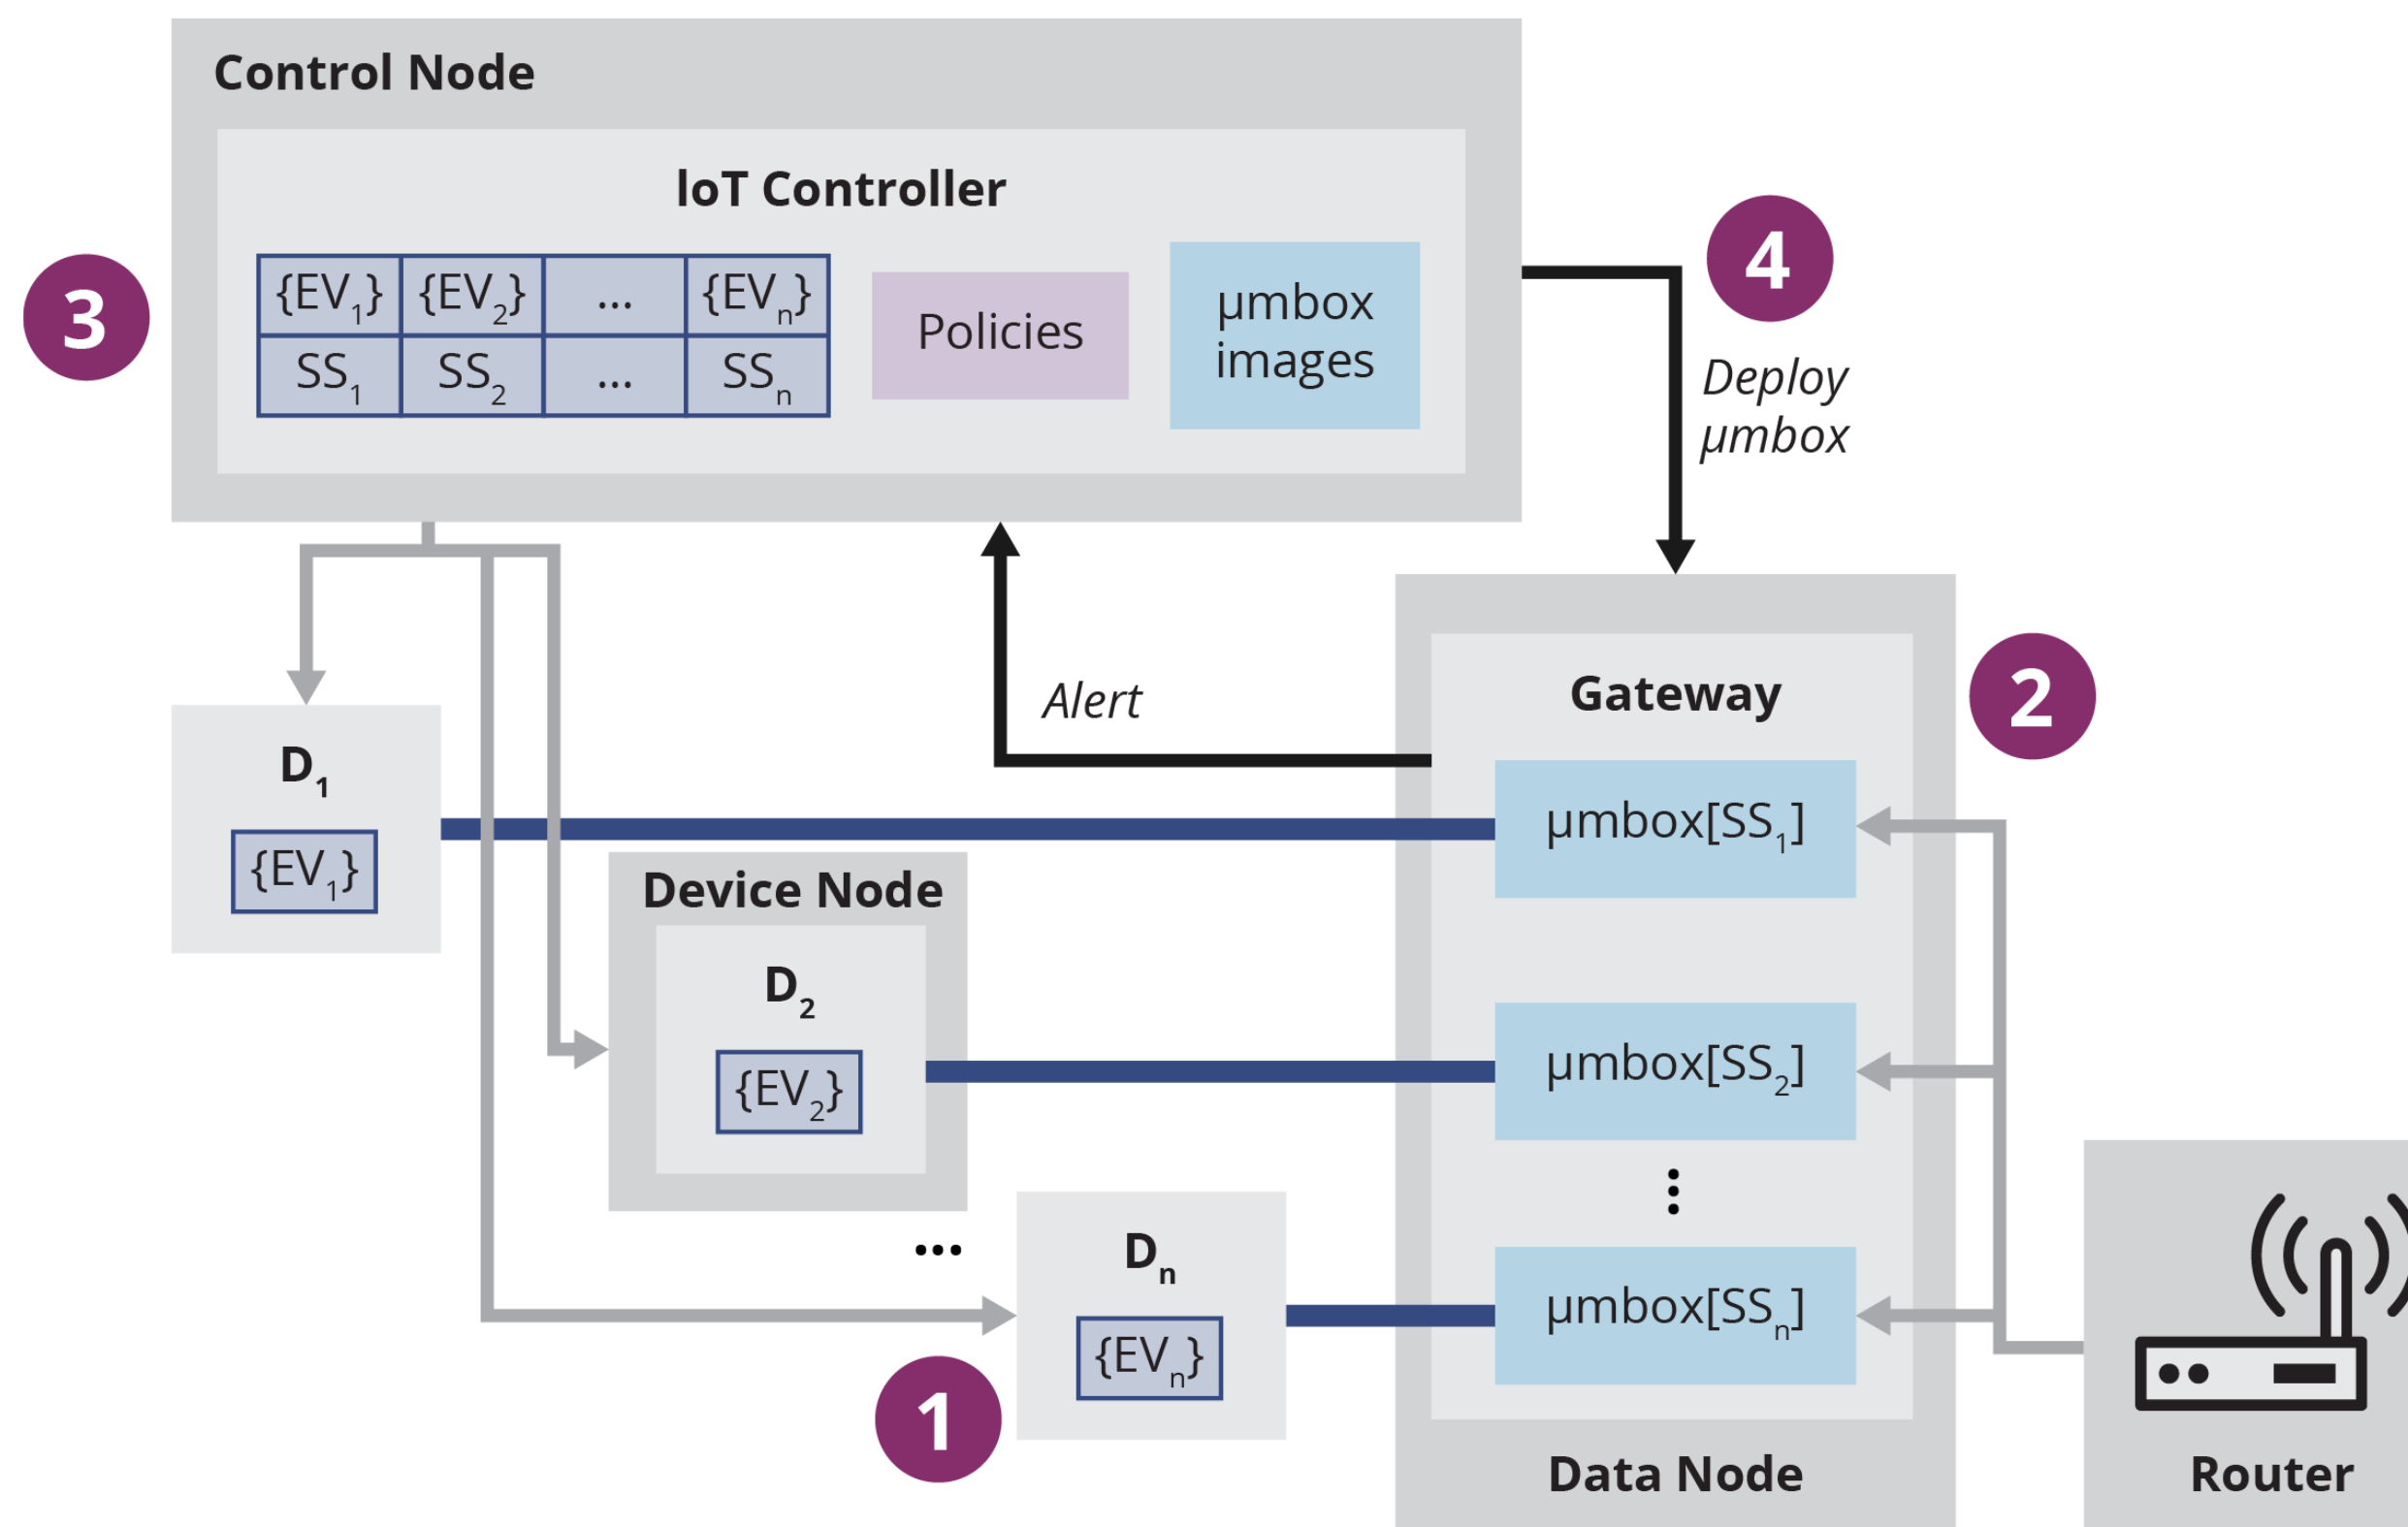 Control Node
IoT Controller
{EV₁} {EV₂} ... {EVₙ}
SS₁ SS₂ ... SSₙ
Policies
µmbox
images
3
4
Deploy
µmbox
Alert
Gateway
2
µmbox[SS₁]
µmbox[SS₂]
µmbox[SSₙ]
Data Node
D₁
{EV₁}
Device Node
D₂
{EV₂}
...
Dₙ
{EVₙ}
1
Router